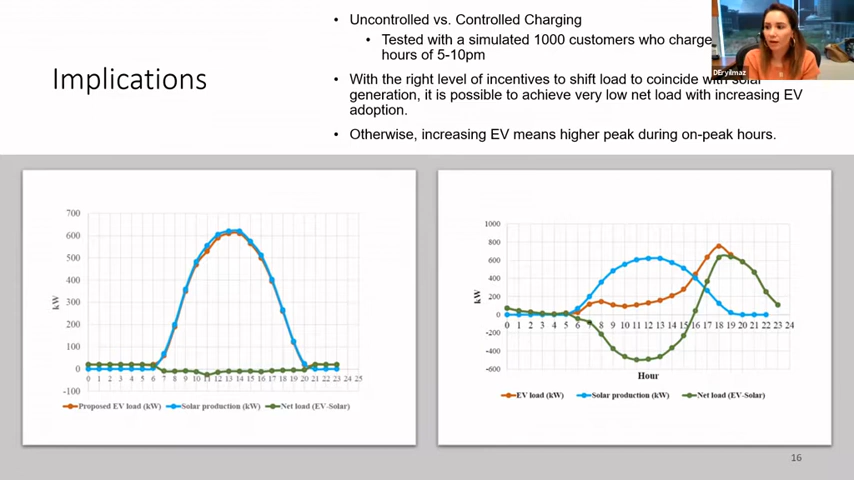 Implications
• Uncontrolled vs. Controlled Charging
• Tested with a simulated 1000 customers who charge
hours of 5-10pm
• With the right level of incentives to shift load to coincide with solar
generation, it is possible to achieve very low net load with increasing EV
adoption.
• Otherwise, increasing EV means higher peak during on-peak hours.
DEryilmaz
700
600
500
400
300
200
100
0
-100
kW
0 1 2 3 4 5 6 7 8 9 10 11 12 13 14 15 16 17 18 19 20 21 22 23 24 25
Proposed EV load (kW) Solar production (kW) Net load (EV-Solar)
1000
800
600
400
200
0
-200
-400
-600
kW
0 1 2 3 4 5 6 7 8 9 10 11 12 13 14 15 16 17 18 19 20 21 22 23 24
Hour
EV load (kW) Solar production (kW) Net load (EV-Solar)
16